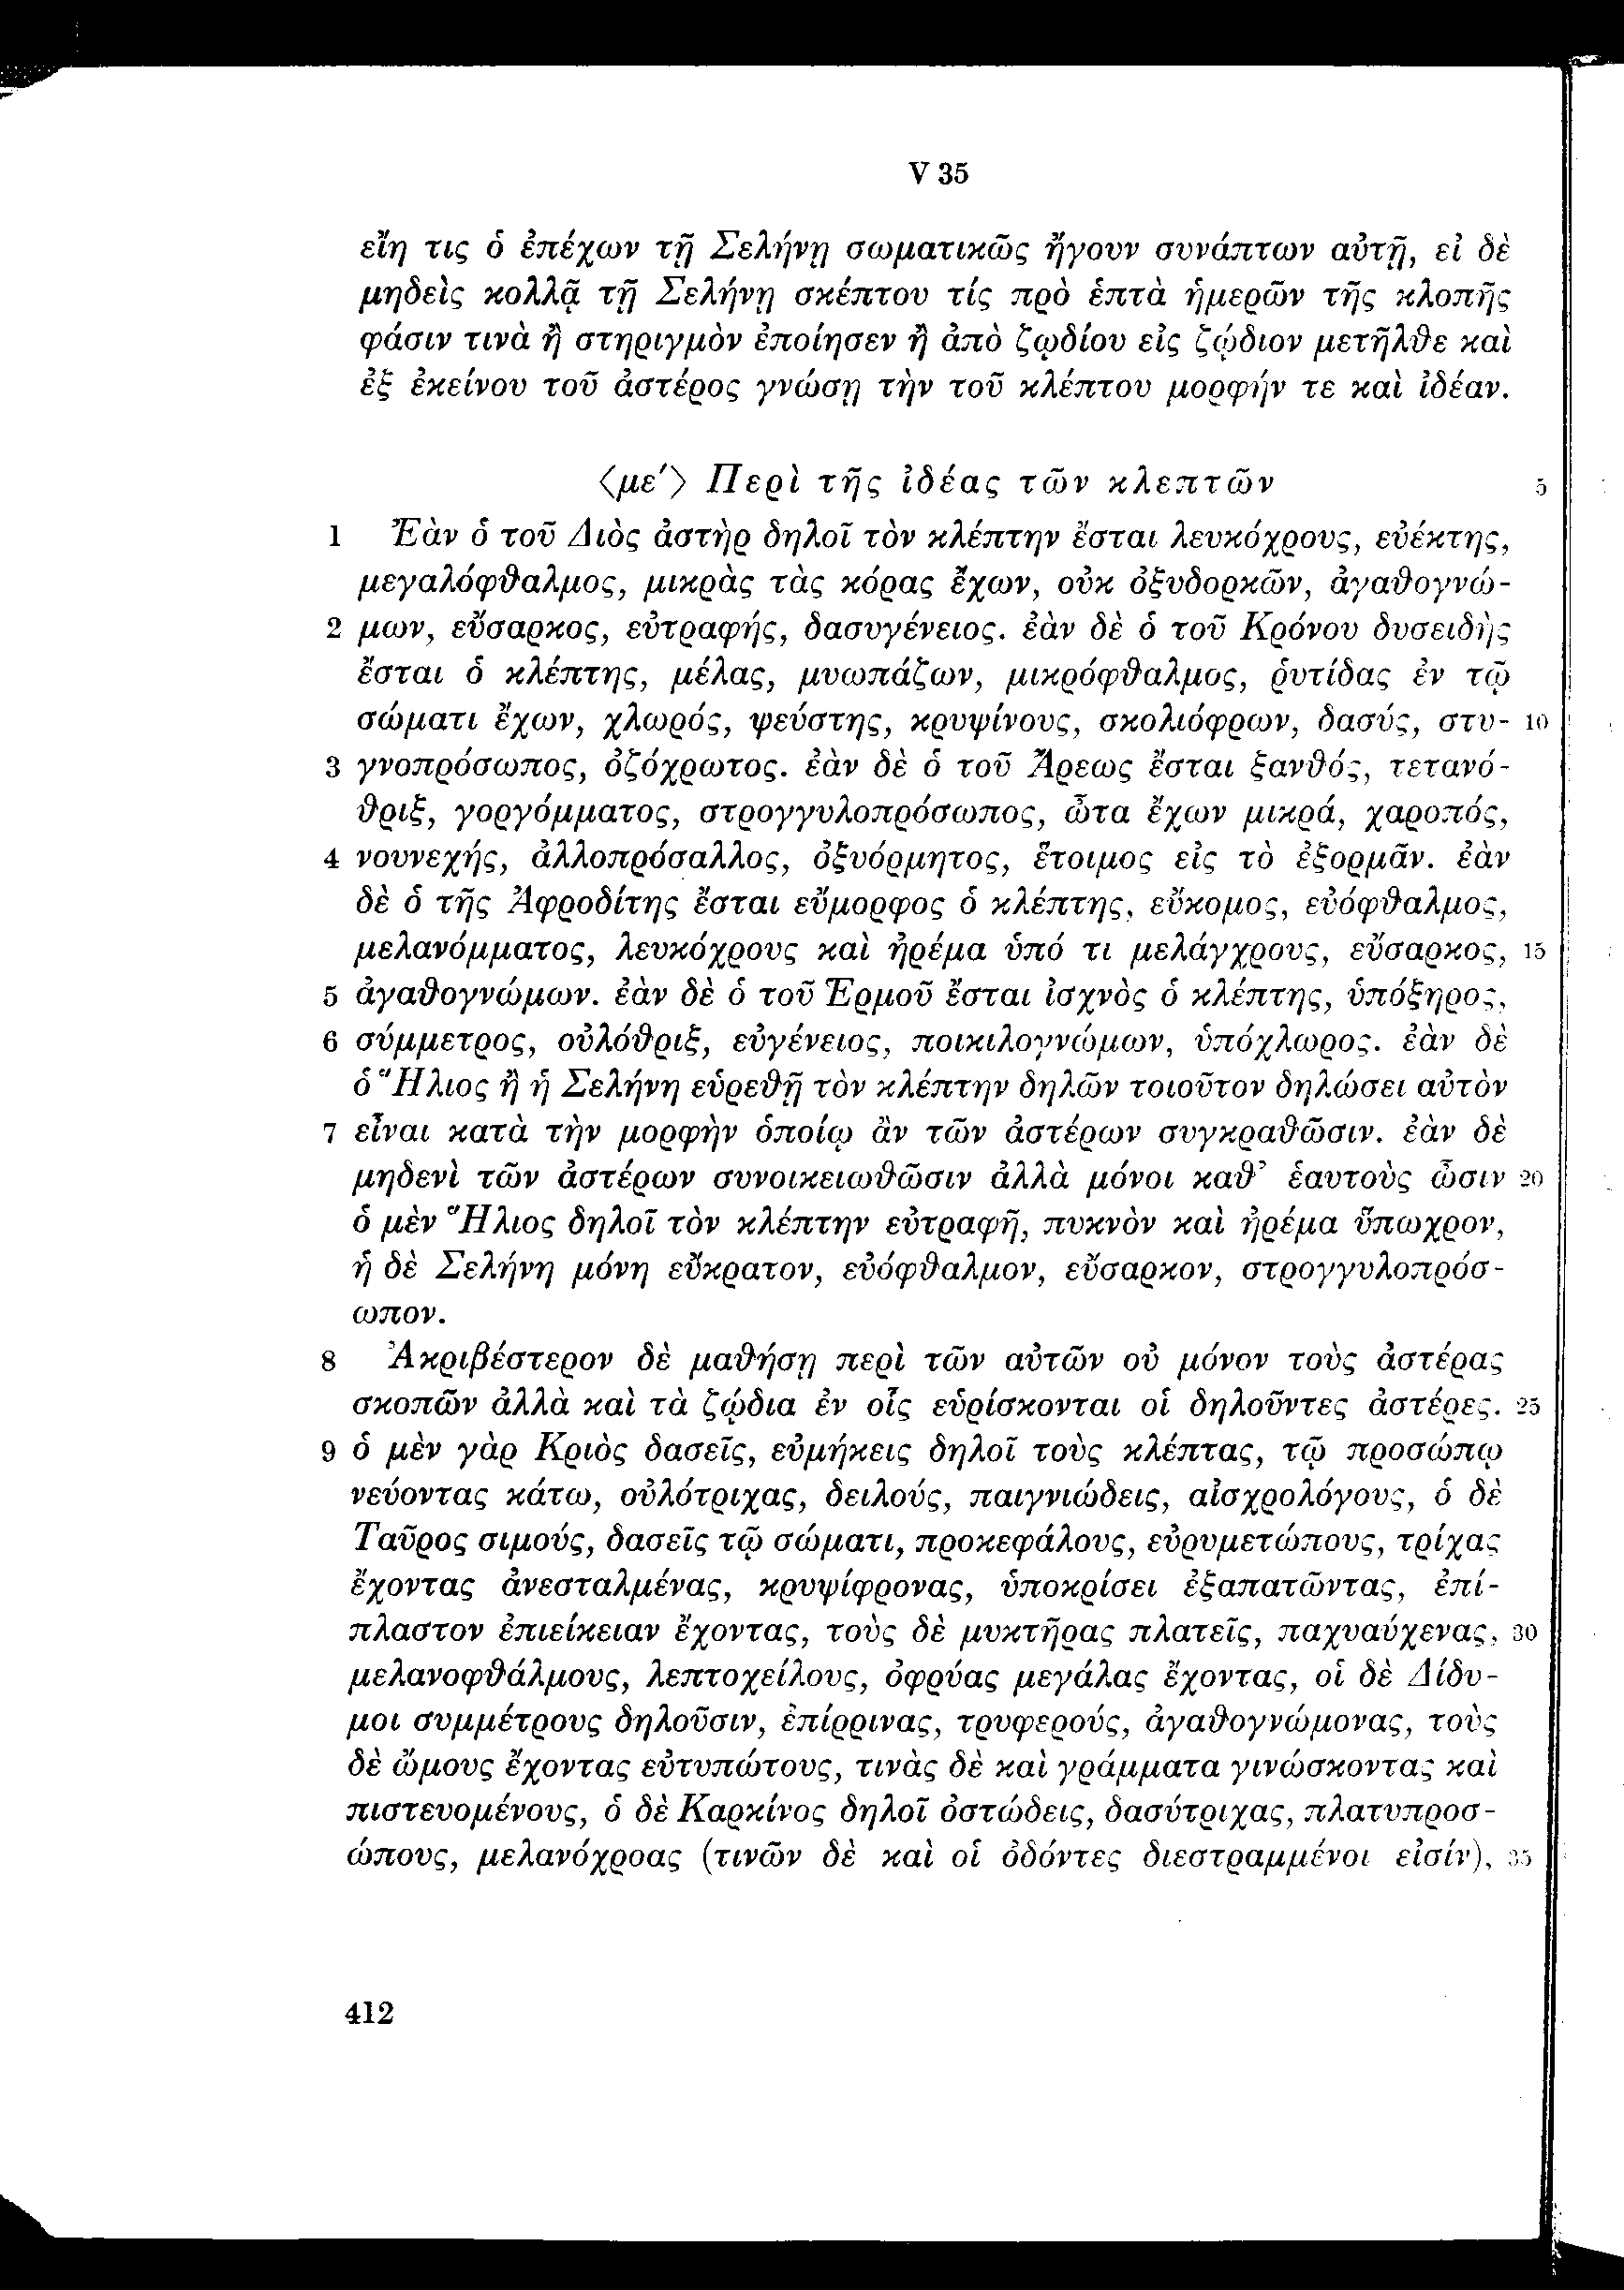 V 35
εἴη τις ὁ ἐπέχων τῇ Σελήνῃ σωματικῶς ἤγουν συνάπτων αὐτῇ, εἰ δὲ
μηδεὶς κολλᾷ τῇ Σελήνῃ σκέπτου τίς πρὸ ἑπτὰ ἡμερῶν τῆς κλοπῆς
φάσιν τινὰ ἢ στηριγμὸν ἐποίησεν ἢ ἀπὸ ζῳδίου εἰς ζῴδιον μετῆλθε καὶ
ἐξ ἐκείνου τοῦ ἀστέρος γνώσῃ τὴν τοῦ κλέπτου μορφήν τε καὶ ἰδέαν.
〈με′〉 Περὶ τῆς ἰδέας τῶν κλεπτῶν 5
1 Ἐὰν ὁ τοῦ Διὸς ἀστὴρ δηλοῖ τὸν κλέπτην ἔσται λευκόχρους, εὐέκτης,
μεγαλόφθαλμος, μικρὰς τὰς κόρας ἔχων, οὐκ ὀξυδορκῶν, ἀγαθογνώ-
2 μων, εὔσαρκος, εὐτραφής, δασυγένειος. ἐὰν δὲ ὁ τοῦ Κρόνου δυσειδὴς
ἔσται ὁ κλέπτης, μέλας, μυωπάζων, μικρόφθαλμος, ῥυτίδας ἐν τῷ
σώματι ἔχων, χλωρός, ψεύστης, κρυψίνους, σκολιόφρων, δασύς, στυ- 10
3 γνοπρόσωπος, ὀζόχρωτος. ἐὰν δὲ ὁ τοῦ Ἄρεως ἔσται ξανθός, τετανό-
θριξ, γοργόμματος, στρογγυλοπρόσωπος, ὦτα ἔχων μικρά, χαροπός,
4 νουνεχής, ἀλλοπρόσαλλος, ὀξυόρμητος, ἕτοιμος εἰς τὸ ἐξορμᾶν. ἐὰν
δὲ ὁ τῆς Ἀφροδίτης ἔσται εὔμορφος ὁ κλέπτης, εὔκομος, εὐόφθαλμος,
μελανόμματος, λευκόχρους καὶ ἠρέμα ὑπό τι μελάγχρους, εὔσαρκος, 15
5 ἀγαθογνώμων. ἐὰν δὲ ὁ τοῦ Ἑρμοῦ ἔσται ἰσχνὸς ὁ κλέπτης, ὑπόξηρος,
6 σύμμετρος, οὐλόθριξ, εὐγένειος, ποικιλογνώμων, ὑπόχλωρος. ἐὰν δὲ
ὁ Ἥλιος ἢ ἡ Σελήνη εὑρεθῇ τὸν κλέπτην δηλῶν τοιοῦτον δηλώσει αὐτὸν
7 εἶναι κατὰ τὴν μορφὴν ὁποίῳ ἂν τῶν ἀστέρων συγκραθῶσιν. ἐὰν δὲ
μηδενὶ τῶν ἀστέρων συνοικειωθῶσιν ἀλλὰ μόνοι καθ’ ἑαυτοὺς ὦσιν 20
ὁ μὲν Ἥλιος δηλοῖ τὸν κλέπτην εὐτραφῆ, πυκνὸν καὶ ἠρέμα ὕπωχρον,
ἡ δὲ Σελήνη μόνη εὔκρατον, εὐόφθαλμον, εὔσαρκον, στρογγυλοπρόσ-
ωπον.
8 Ἀκριβέστερον δὲ μαθήσῃ περὶ τῶν αὐτῶν οὐ μόνον τοὺς ἀστέρας
σκοπῶν ἀλλὰ καὶ τὰ ζῴδια ἐν οἷς εὑρίσκονται οἱ δηλοῦντες ἀστέρες. 25
9 ὁ μὲν γὰρ Κριὸς δασεῖς, εὐμήκεις δηλοῖ τοὺς κλέπτας, τῷ προσώπῳ
νεύοντας κάτω, οὐλότριχας, δειλούς, παιγνιώδεις, αἰσχρολόγους, ὁ δὲ
Ταῦρος σιμούς, δασεῖς τῷ σώματι, προκεφάλους, εὐρυμετώπους, τρίχας
ἔχοντας ἀνεσταλμένας, κρυψίφρονας, ὑποκρίσει ἐξαπατῶντας, ἐπί-
πλαστον ἐπιείκειαν ἔχοντας, τοὺς δὲ μυκτῆρας πλατεῖς, παχυαύχενας, 30
μελανοφθάλμους, λεπτοχείλους, ὀφρύας μεγάλας ἔχοντας, οἱ δὲ Δίδυ-
μοι συμμέτρους δηλοῦσιν, ἐπίρρινας, τρυφερούς, ἀγαθογνώμονας, τοὺς
δὲ ὤμους ἔχοντας εὐτυπώτους, τινὰς δὲ καὶ γράμματα γινώσκοντας καὶ
πιστευομένους, ὁ δὲ Καρκίνος δηλοῖ ὀστώδεις, δασύτριχας, πλατυπροσ-
ώπους, μελανόχροας (τινῶν δὲ καὶ οἱ ὀδόντες διεστραμμένοι εἰσίν), 35
412